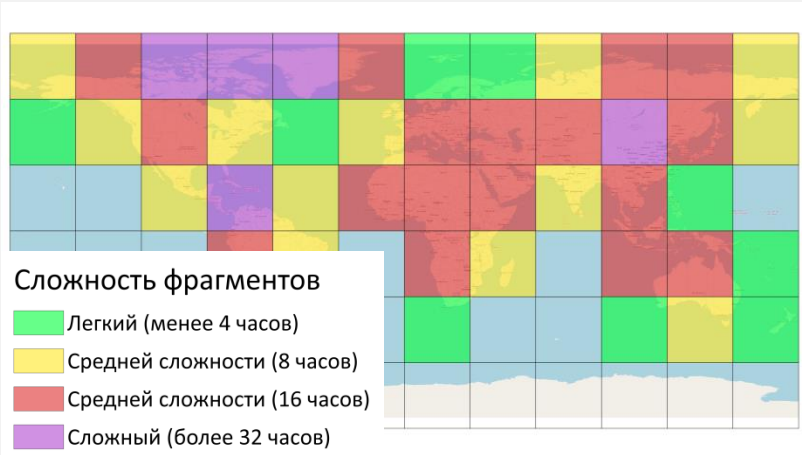 Сложность фрагментов
Легкий (менее 4 часов)
Средней сложности (8 часов)
Средней сложности (16 часов)
Сложный (более 32 часов)